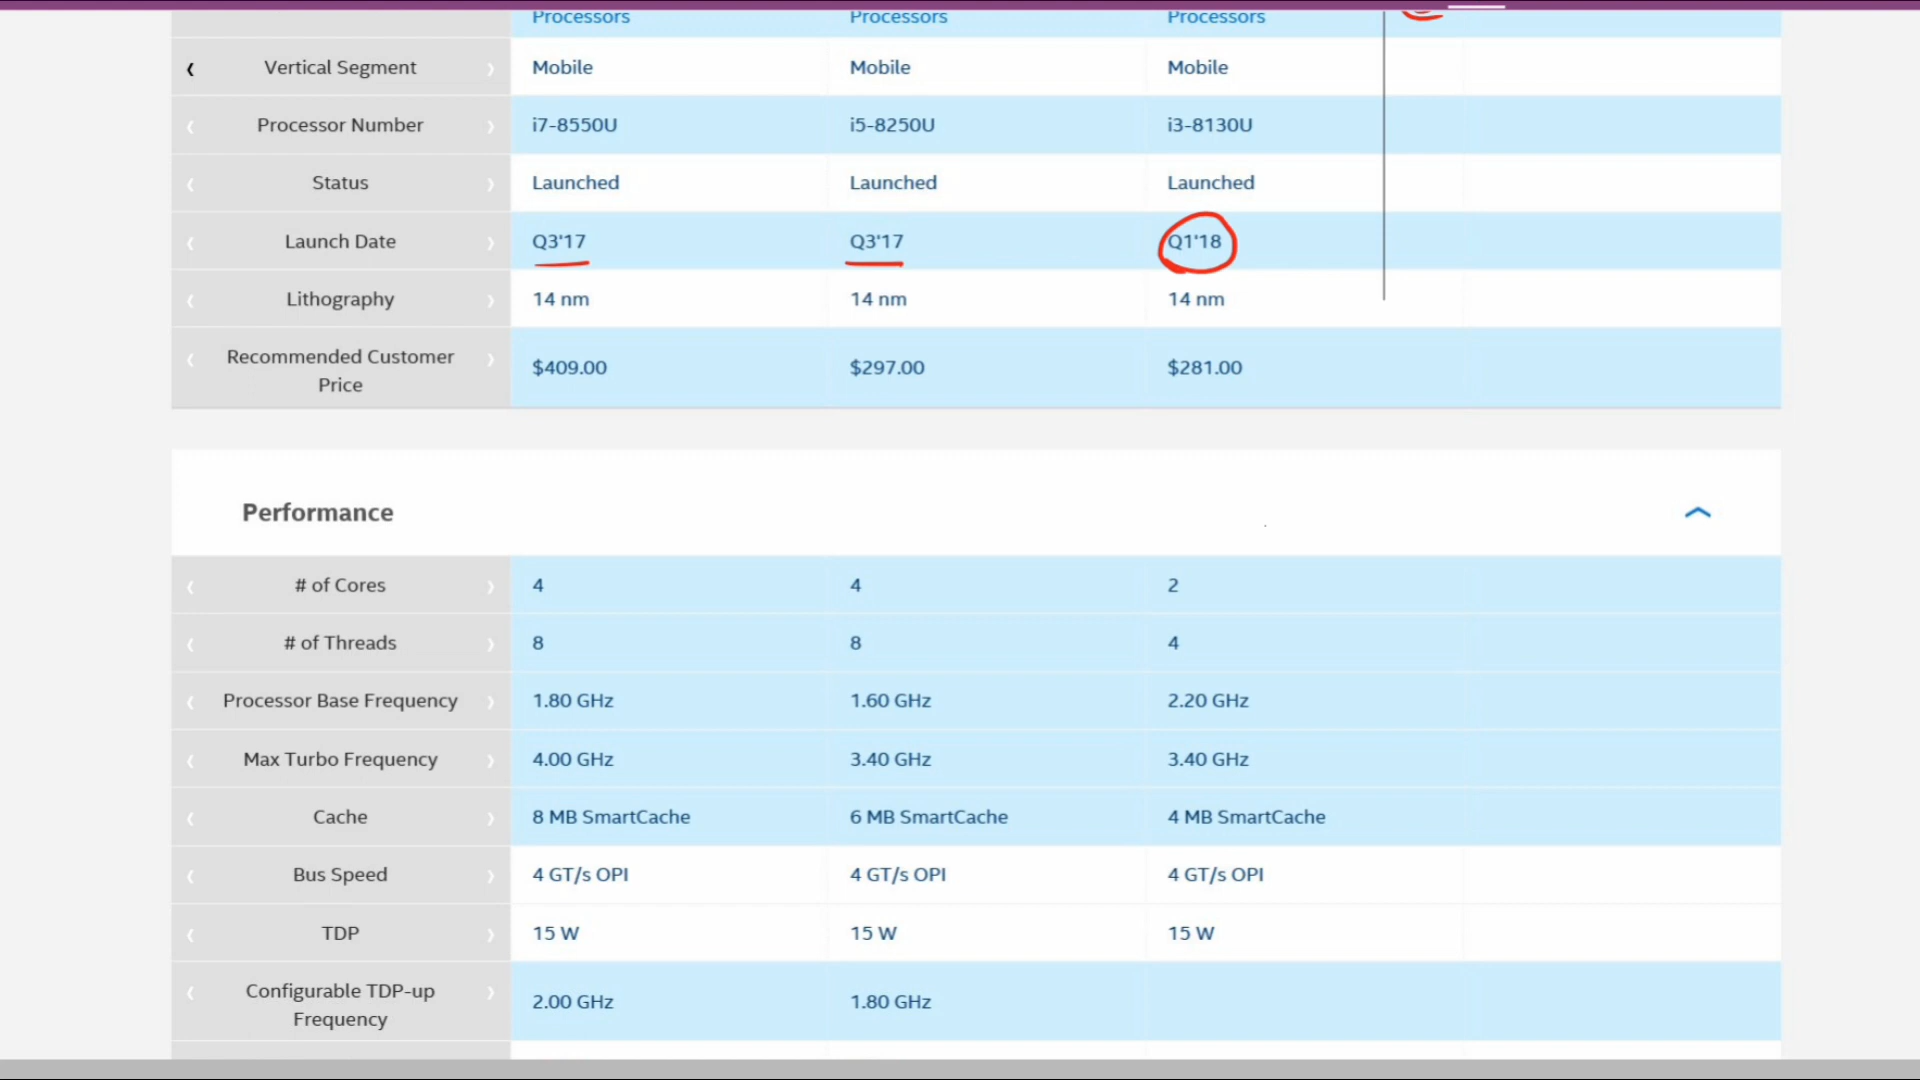 Processors Processors Processors
Vertical Segment Mobile Mobile Mobile
Processor Number i7-8550U i5-8250U i3-8130U
Status Launched Launched Launched
Launch Date Q3'17 Q3'17 Q1'18
Lithography 14 nm 14 nm 14 nm
Recommended Customer
Price $409.00 $297.00 $281.00
Performance
# of Cores 4 4 2
# of Threads 8 8 4
Processor Base Frequency 1.80 GHz 1.60 GHz 2.20 GHz
Max Turbo Frequency 4.00 GHz 3.40 GHz 3.40 GHz
Cache 8 MB SmartCache 6 MB SmartCache 4 MB SmartCache
Bus Speed 4 GT/s OPI 4 GT/s OPI 4 GT/s OPI
TDP 15 W 15 W 15 W
Configurable TDP-up
Frequency 2.00 GHz 1.80 GHz